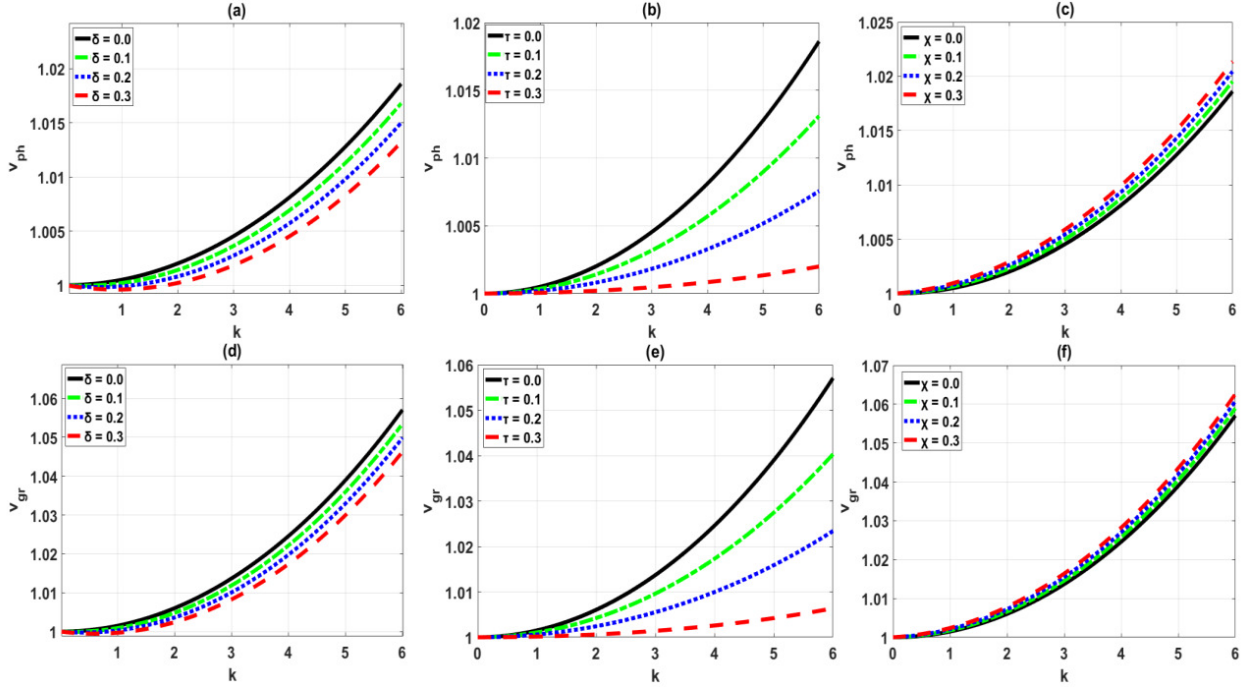 (a)
1.02
1.015
1.01
1.005
1
v_ph
δ = 0.0
δ = 0.1
δ = 0.2
δ = 0.3
1 2 3 4 5 6
k
(b)
1.02
1.015
1.01
1.005
1
v_ph
τ = 0.0
τ = 0.1
τ = 0.2
τ = 0.3
0 1 2 3 4 5 6
k
(c)
1.025
1.02
1.015
1.01
1.005
1
v_ph
χ = 0.0
χ = 0.1
χ = 0.2
χ = 0.3
0 1 2 3 4 5 6
k
(d)
1.06
1.05
1.04
1.03
1.02
1.01
1
v_gr
δ = 0.0
δ = 0.1
δ = 0.2
δ = 0.3
1 2 3 4 5 6
k
(e)
1.06
1.05
1.04
1.03
1.02
1.01
1
v_gr
τ = 0.0
τ = 0.1
τ = 0.2
τ = 0.3
0 1 2 3 4 5 6
k
(f)
1.07
1.06
1.05
1.04
1.03
1.02
1.01
1
v_gr
χ = 0.0
χ = 0.1
χ = 0.2
χ = 0.3
0 1 2 3 4 5 6
k